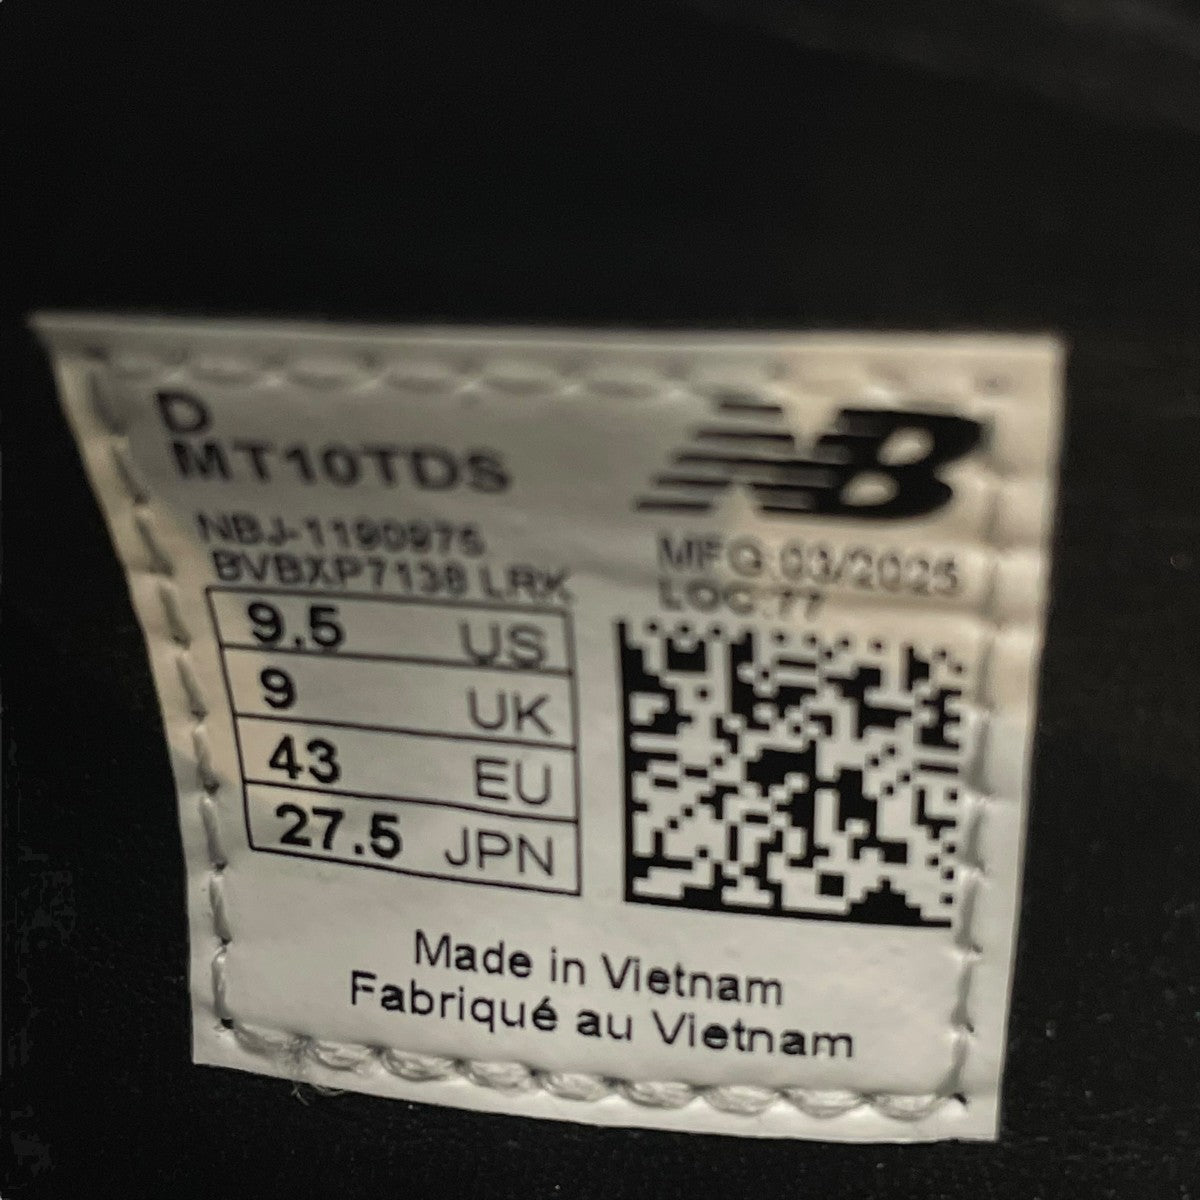 D
MT10TDS
NB
NBJ-1190975
BVBXP7138 LRK
MFG:03/2025
LOC:77
9.5 US
9 UK
43 EU
27.5 JPN
Made in Vietnam
Fabriqué au Vietnam